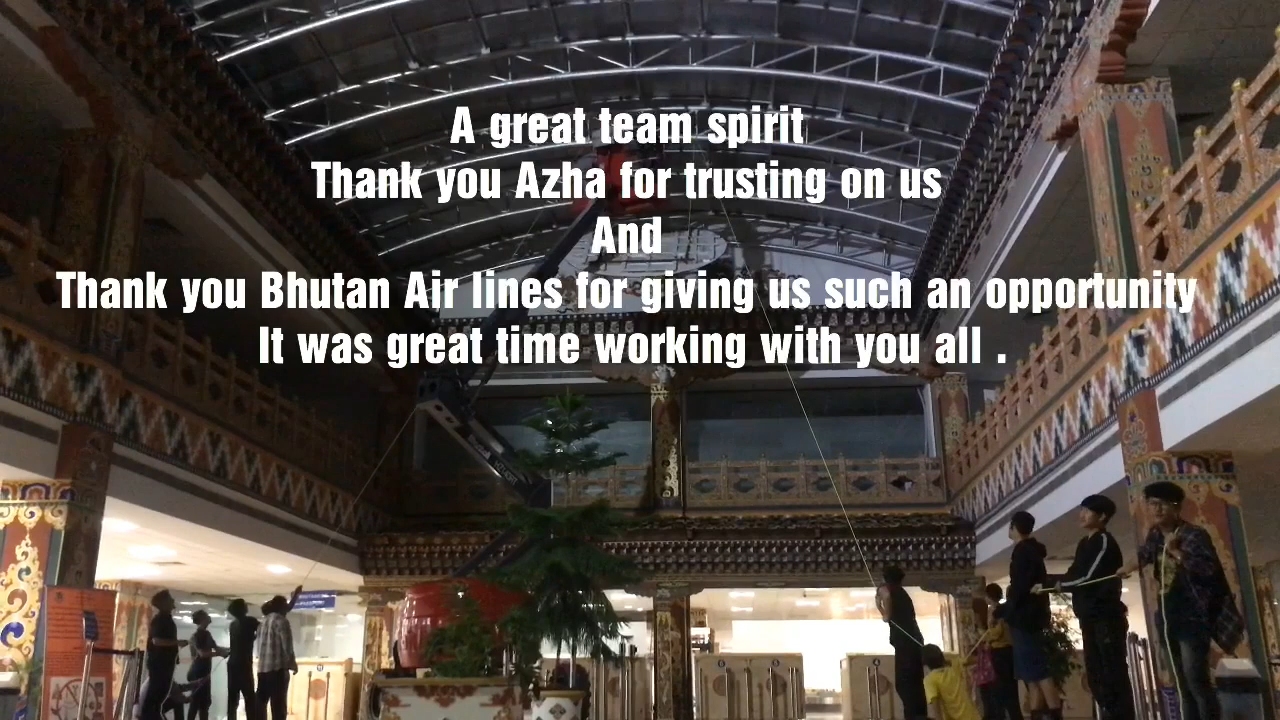 A great team spirit
Thank you Azha for trusting on us
And
Thank you Bhutan Air lines for giving us such an opportunity
It was great time working with you all .